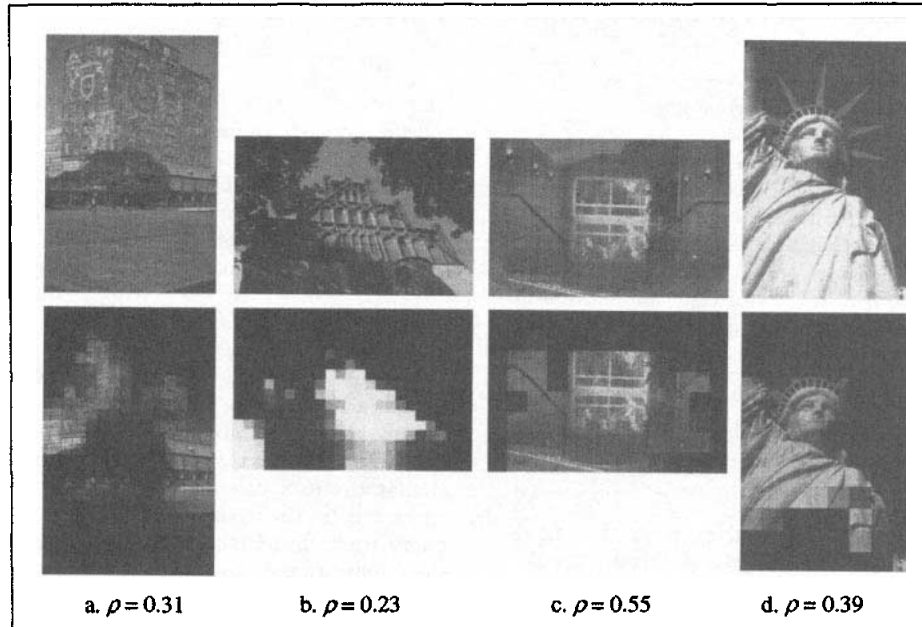 a. ρ = 0.31 b. ρ = 0.23 c. ρ = 0.55 d. ρ = 0.39